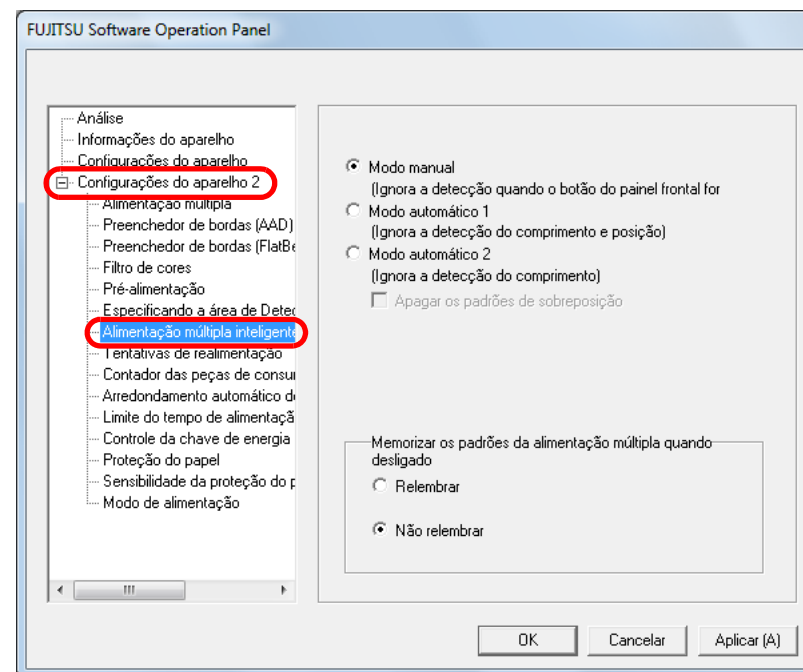 FUJITSU Software Operation Panel
Análise
Informações do aparelho
Configurações do aparelho
Configurações do aparelho 2
Alimentação múltipla
Preenchedor de bordas (AAD)
Preenchedor de bordas (FlatBe
Filtro de cores
Pré-alimentação
Especificando a área de Detec
Alimentação múltipla inteligente
Tentativas de realimentação
Contador das peças de consu
Arredondamento automático d
Limite do tempo de alimentaçã
Controle da chave de energia
Proteção do papel
Sensibilidade da proteção do p
Modo de alimentação
Modo manual
(Ignora a detecção quando o botão do painel frontal for
Modo automático 1
(Ignora a detecção do comprimento e posição)
Modo automático 2
(Ignora a detecção do comprimento)
Apagar os padrões de sobreposição
Memorizar os padrões da alimentação múltipla quando
desligado
Relembrar
Não relembrar
OK
Cancelar
Aplicar (A)